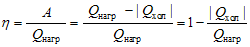 η = A / Qнагр = (Qнагр − | Qхол |) / Qнагр = 1 − | Qхол | / Qнагр